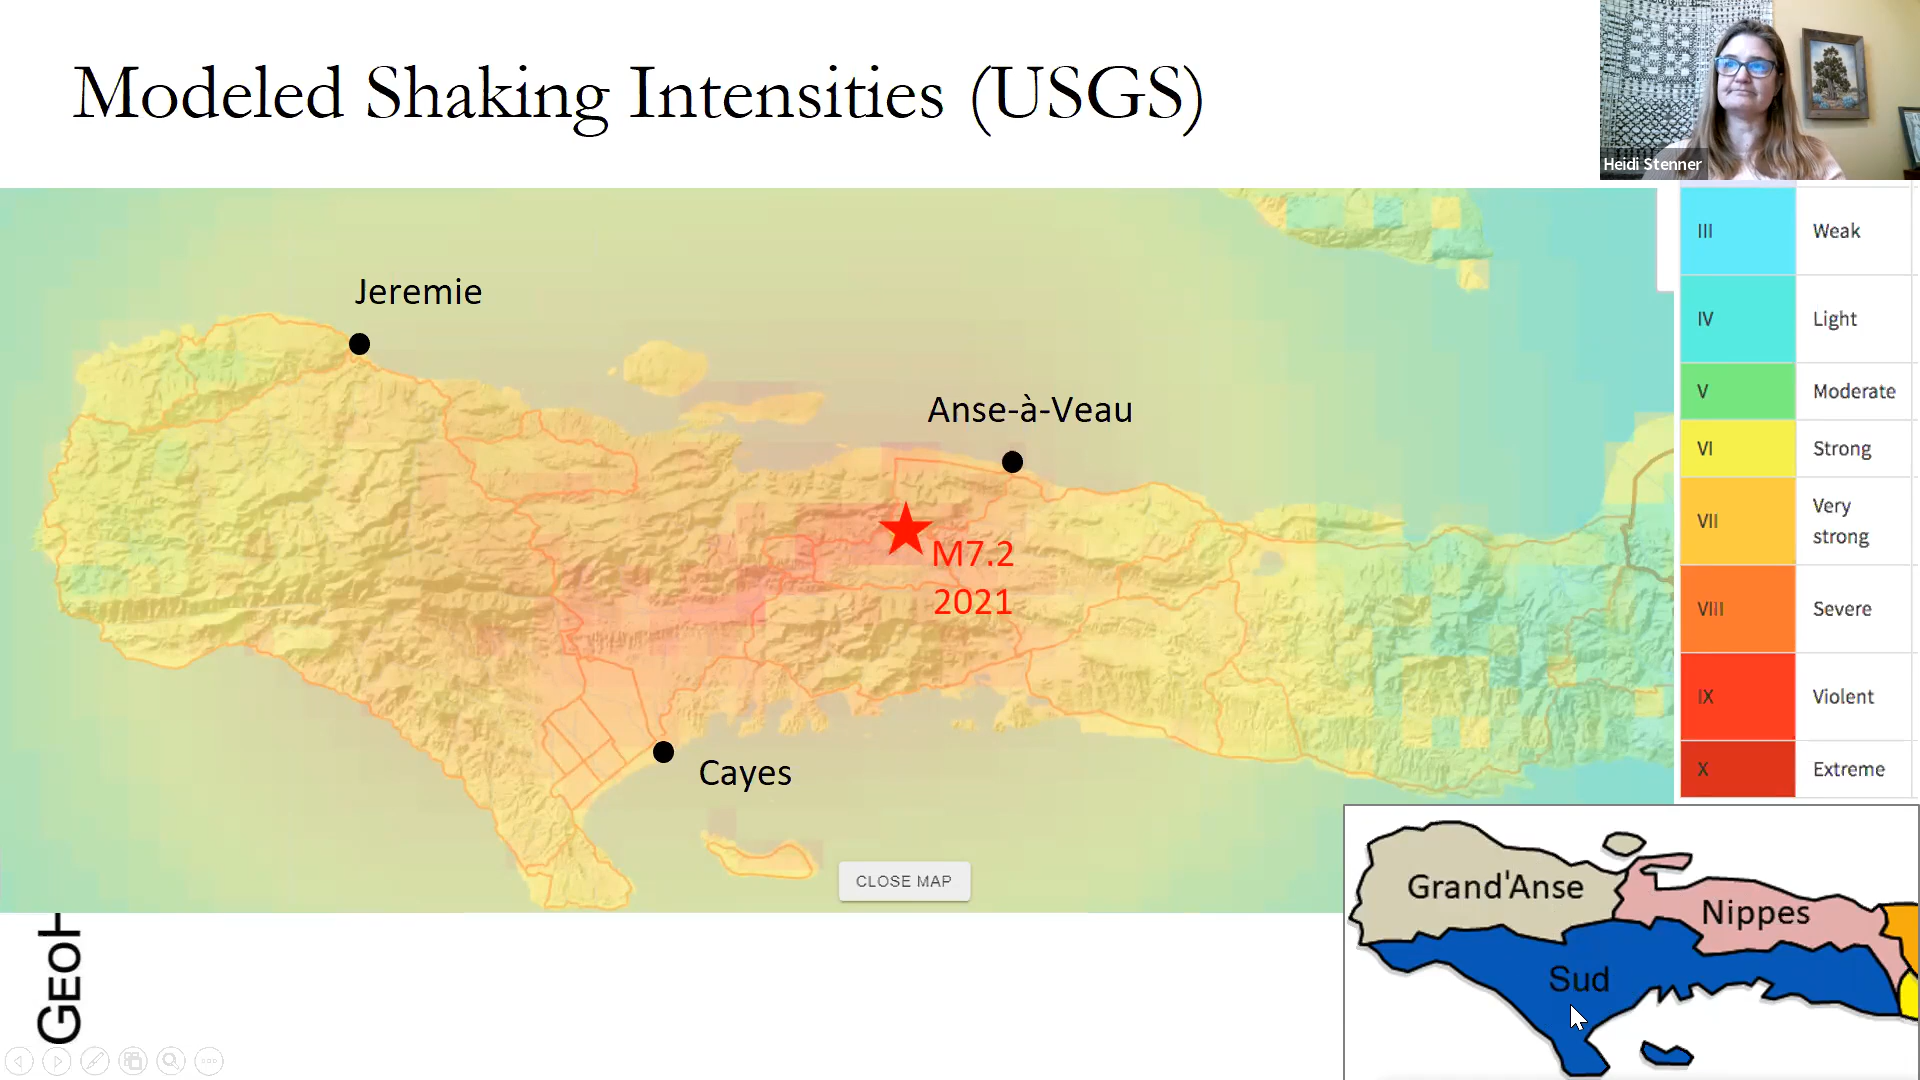 Modeled Shaking Intensities (USGS)
Heidi Stenner
III Weak
IV Light
V Moderate
VI Strong
VII Very
strong
VIII Severe
IX Violent
X Extreme
Jeremie
Anse-à-Veau
M7.2
2021
Cayes
CLOSE MAP
Grand'Anse
Nippes
Sud